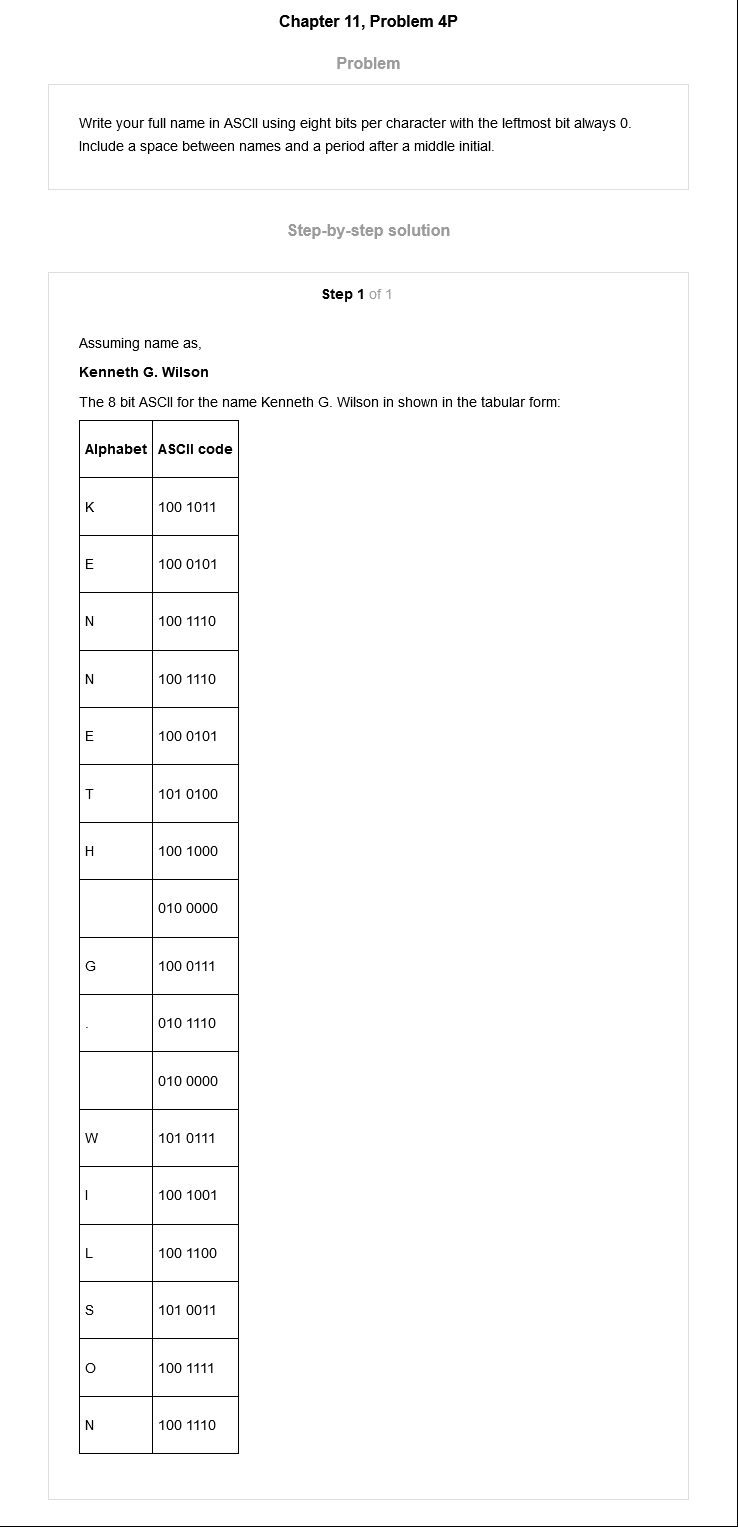 Chapter 11, Problem 4P
Problem
Write your full name in ASCII using eight bits per character with the leftmost bit always 0.
Include a space between names and a period after a middle initial.
Step-by-step solution
Step 1 of 1
Assuming name as,
Kenneth G. Wilson
The 8 bit ASCII for the name Kenneth G. Wilson in shown in the tabular form:
Alphabet ASCII code
K 100 1011
E 100 0101
N 100 1110
N 100 1110
E 100 0101
T 101 0100
H 100 1000
010 0000
G 100 0111
. 010 1110
010 0000
W 101 0111
I 100 1001
L 100 1100
S 101 0011
O 100 1111
N 100 1110